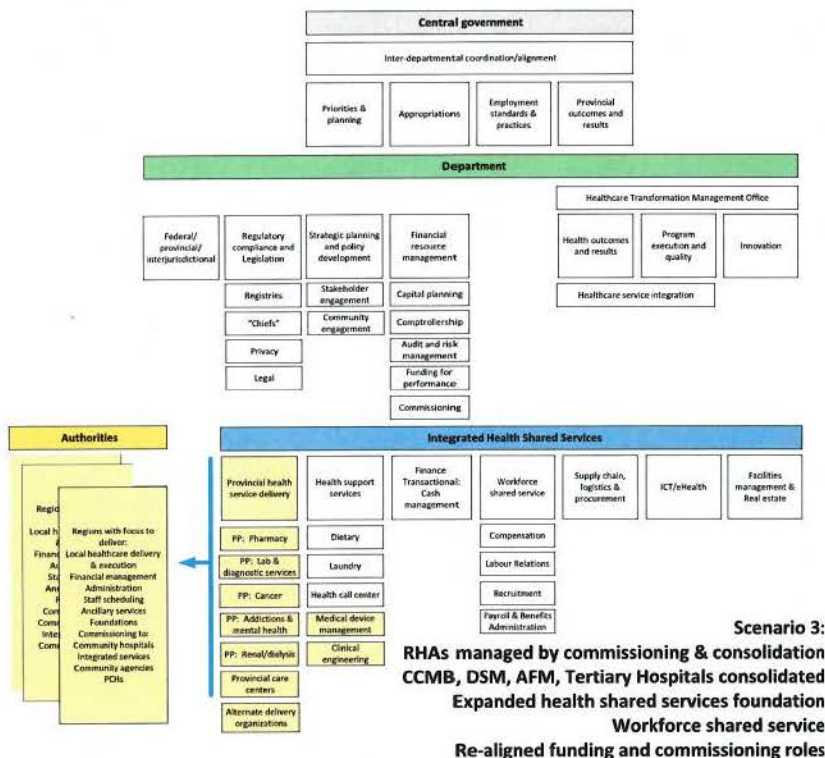 Central government
Inter-departmental coordination/alignment
Priorities &
planning
Appropriations
Employment
standards &
practices
Provincial
outcomes and
results
Department
Healthcare Transformation Management Office
Federal/
provincial/
interjurisdictional
Regulatory
compliance and
Legislation
Strategic planning
and policy
development
Financial
resource
management
Health outcomes
and results
Program
execution and
quality
Innovation
Registries
"Chiefs"
Privacy
Legal
Stakeholder
engagement
Community
engagement
Capital planning
Comptrollership
Audit and risk
management
Funding for
performance
Commissioning
Healthcare service integration
Authorities
Regions with focus to
deliver:
Local healthcare delivery
& execution
Financial management
Administration
Staff scheduling
Ancillary services
Foundations
Commissioning to:
Community hospitals
Integrated services
Community agencies
PCHs
Integrated Health Shared Services
Provincial health
service delivery
Health support
services
Finance
Transactional:
Cash
management
Workforce
shared service
Supply chain,
logistics &
procurement
ICT/eHealth
Facilities
management &
Real estate
PP: Pharmacy
PP: Lab &
diagnostic services
PP: Cancer
PP: Addictions &
mental health
PP: Renal/dialysis
Provincial care
centers
Alternate delivery
organizations
Dietary
Laundry
Health call center
Medical device
management
Clinical
engineering
Compensation
Labour Relations
Recruitment
Payroll & Benefits
Administration
Scenario 3:
RHAs managed by commissioning & consolidation
CCMB, DSM, AFM, Tertiary Hospitals consolidated
Expanded health shared services foundation
Workforce shared service
Re-aligned funding and commissioning roles